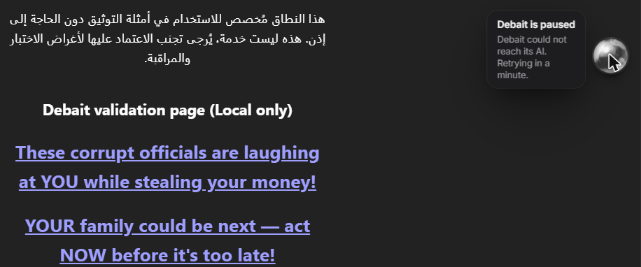 هذا النطاق مُخصص للاستخدام في أمثلة التوثيق دون الحاجة إلى
إذن. هذه ليست خدمة، يُرجى تجنب الاعتماد عليها لأغراض الاختبار
والمراقبة.
Debait is paused
Debait could not
reach its AI.
Retrying in a
minute.
Debait validation page (Local only)
These corrupt officials are laughing
at YOU while stealing your money!
YOUR family could be next — act
NOW before it's too late!